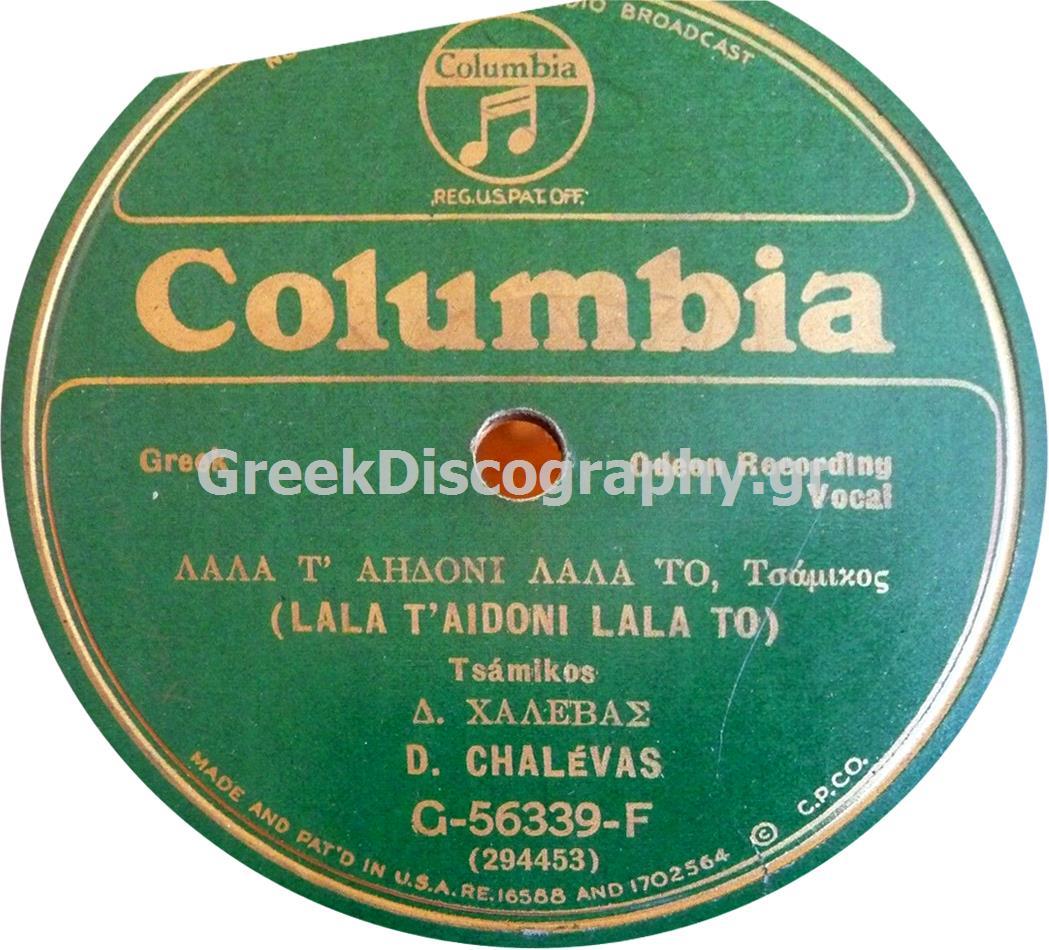 BROADCAST
Columbia
REG.U.S.PAT.OFF.
Columbia
Greek
GreekDiscography.gr
Odeon Recording
Vocal
ΛΑΛΑ Τ' ΑΗΔΟΝΙ ΛΑΛΑ ΤΟ, Τσάμικος
(LALA T'AIDONI LALA TO)
Tsámikos
Δ. ΧΑΛΕΒΑΣ
D. CHALÉVAS
G-56339-F
(294453)
MADE AND PAT'D IN U.S.A. RE.16588 AND 1702564 © C.P.CO.